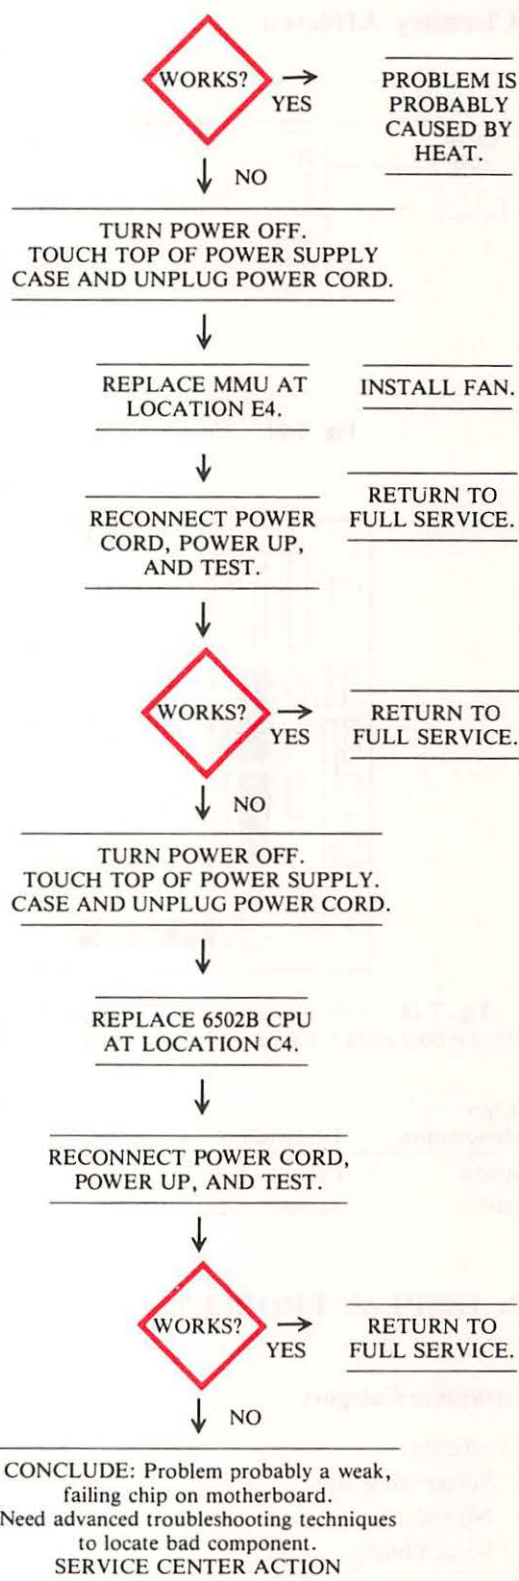 WORKS?
YES
PROBLEM IS
PROBABLY
CAUSED BY
HEAT.
NO
TURN POWER OFF.
TOUCH TOP OF POWER SUPPLY
CASE AND UNPLUG POWER CORD.
REPLACE MMU AT
LOCATION E4.
INSTALL FAN.
RECONNECT POWER
CORD, POWER UP,
AND TEST.
RETURN TO
FULL SERVICE.
WORKS?
YES
RETURN TO
FULL SERVICE.
NO
TURN POWER OFF.
TOUCH TOP OF POWER SUPPLY.
CASE AND UNPLUG POWER CORD.
REPLACE 6502B CPU
AT LOCATION C4.
RECONNECT POWER CORD,
POWER UP, AND TEST.
WORKS?
YES
RETURN TO
FULL SERVICE.
NO
CONCLUDE: Problem probably a weak,
failing chip on motherboard.
Need advanced troubleshooting techniques
to locate bad component.
SERVICE CENTER ACTION